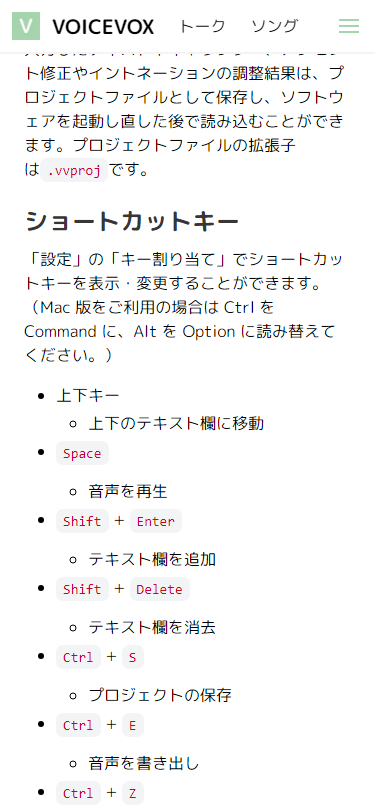 V VOICEVOX トーク ソング
ト修正やイントネーションの調整結果は、プ
ロジェクトファイルとして保存し、ソフトウ
ェアを起動し直した後で読み込むことができ
ます。プロジェクトファイルの拡張子
は .vvproj です。
ショートカットキー
「設定」の「キー割り当て」でショートカッ
トキーを表示・変更することができます。
（Mac 版をご利用の場合は Ctrl を
Command に、Alt を Option に読み替えて
ください。）
上下キー
上下のテキスト欄に移動
Space
音声を再生
Shift + Enter
テキスト欄を追加
Shift + Delete
テキスト欄を消去
Ctrl + S
プロジェクトの保存
Ctrl + E
音声を書き出し
Ctrl + Z